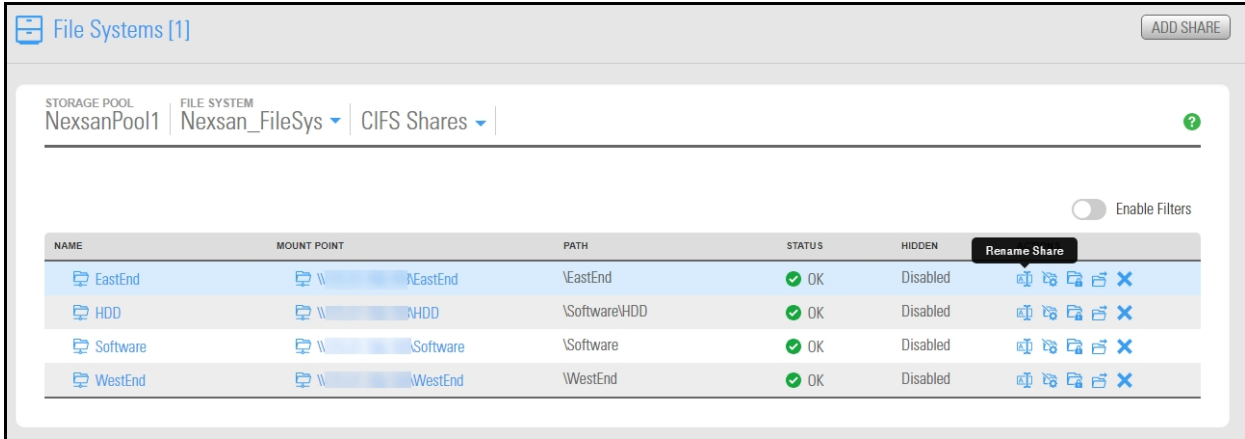 File Systems [1]
ADD SHARE
STORAGE POOL FILE SYSTEM
NexsanPool1 Nexsan_FileSys CIFS Shares
?
Enable Filters
NAME MOUNT POINT PATH STATUS HIDDEN
Rename Share
EastEnd \\ \EastEnd \EastEnd OK Disabled
HDD \\ \HDD \Software\HDD OK Disabled
Software \\ \Software \Software OK Disabled
WestEnd \\ \WestEnd \WestEnd OK Disabled